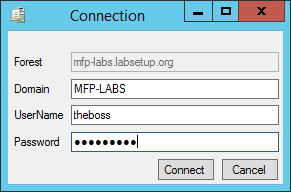 Connection
Forest mfp-labs.labsetup.org
Domain MFP-LABS
UserName theboss
Password ●●●●●●●●●
Connect Cancel